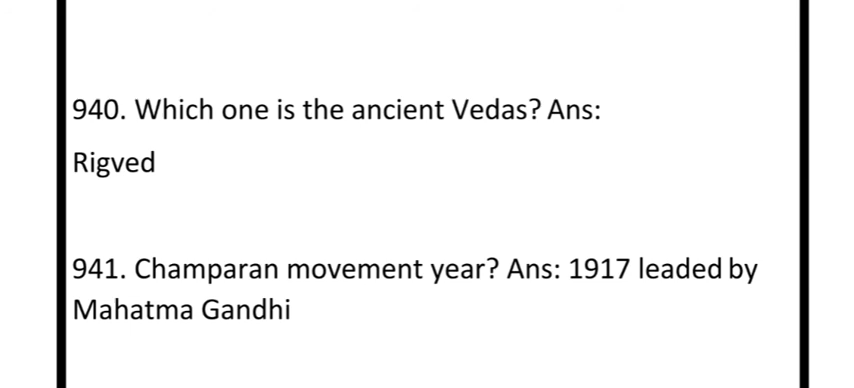 940. Which one is the ancient Vedas? Ans:
Rigved
941. Champaran movement year? Ans: 1917 leaded by
Mahatma Gandhi